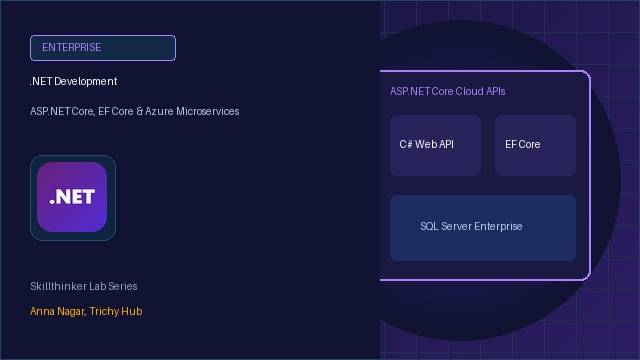 ENTERPRISE
.NET Development
ASP.NET Core, EF Core & Azure Microservices
.NET
Skillthinker Lab Series
Anna Nagar, Trichy Hub
ASP.NET Core Cloud APIs
C# Web API
EF Core
SQL Server Enterprise